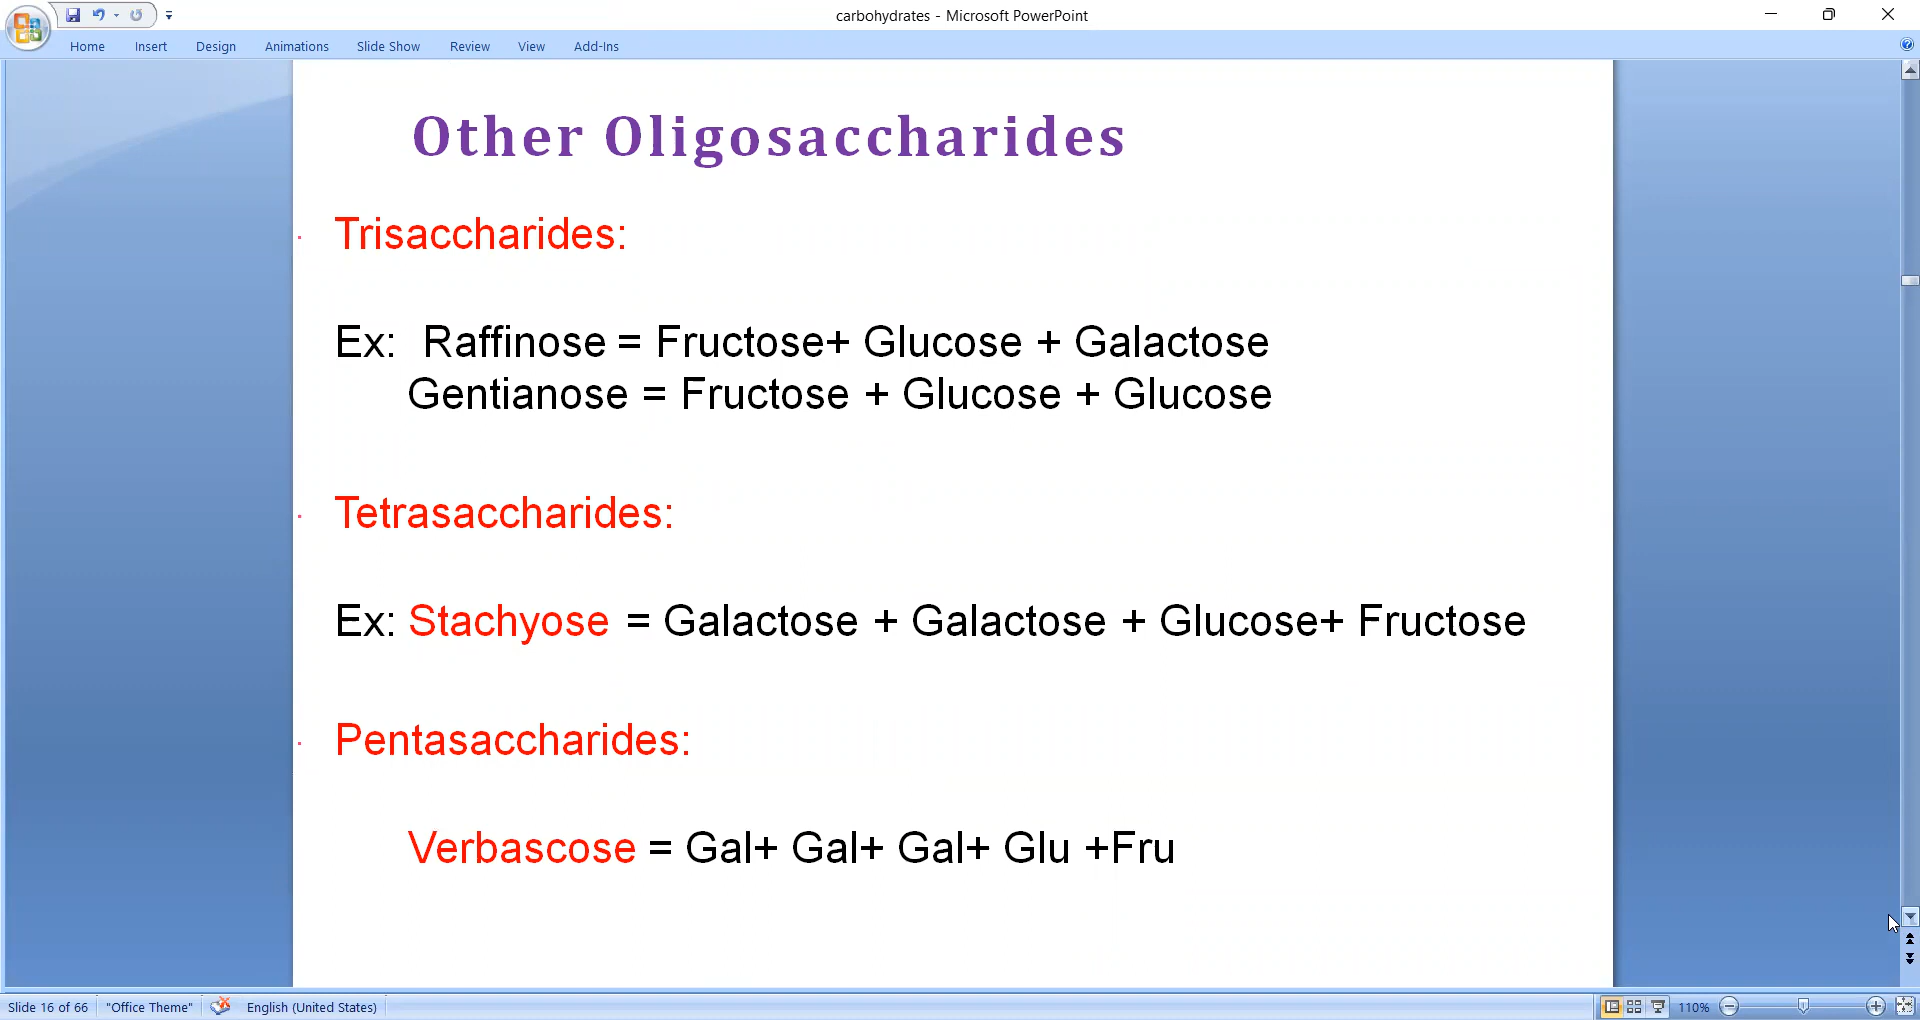 carbohydrates - Microsoft PowerPoint
Home Insert Design Animations Slide Show Review View Add-Ins
Other Oligosaccharides
· Trisaccharides:
Ex: Raffinose = Fructose+ Glucose + Galactose
Gentianose = Fructose + Glucose + Glucose
· Tetrasaccharides:
Ex: Stachyose = Galactose + Galactose + Glucose+ Fructose
· Pentasaccharides:
Verbascose = Gal+ Gal+ Gal+ Glu +Fru
Slide 16 of 66 "Office Theme" English (United States) 110%